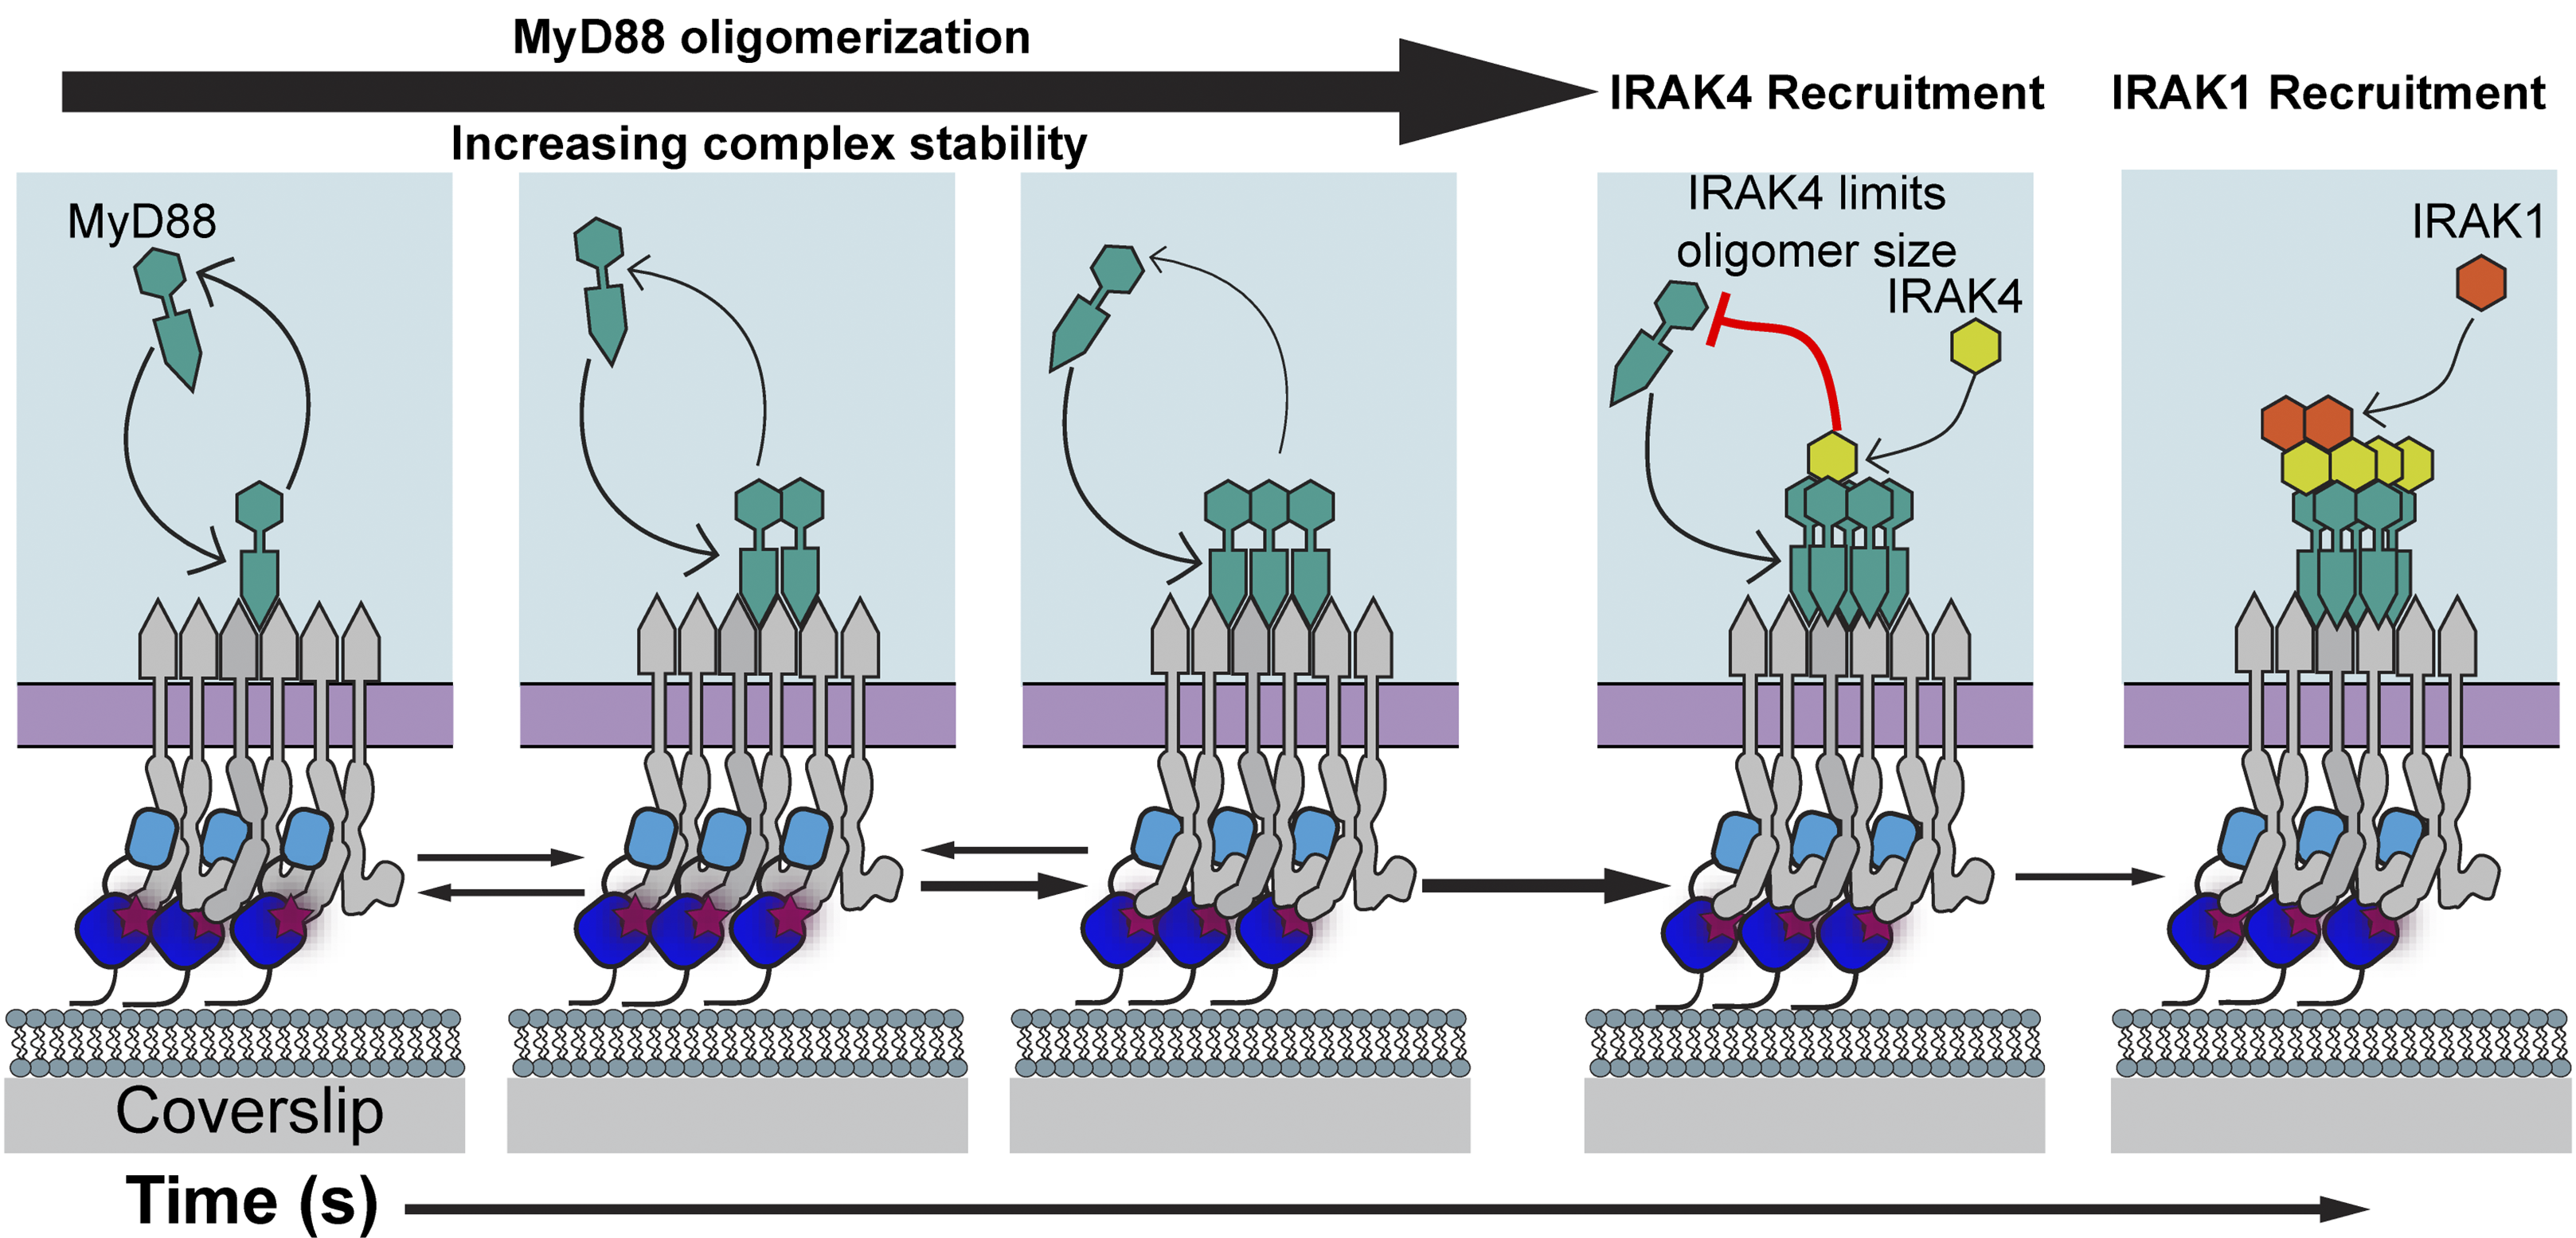 MyD88 oligomerization
Increasing complex stability
IRAK4 Recruitment
IRAK1 Recruitment
MyD88
IRAK4 limits
oligomer size
IRAK4
IRAK1
Coverslip
Time (s)